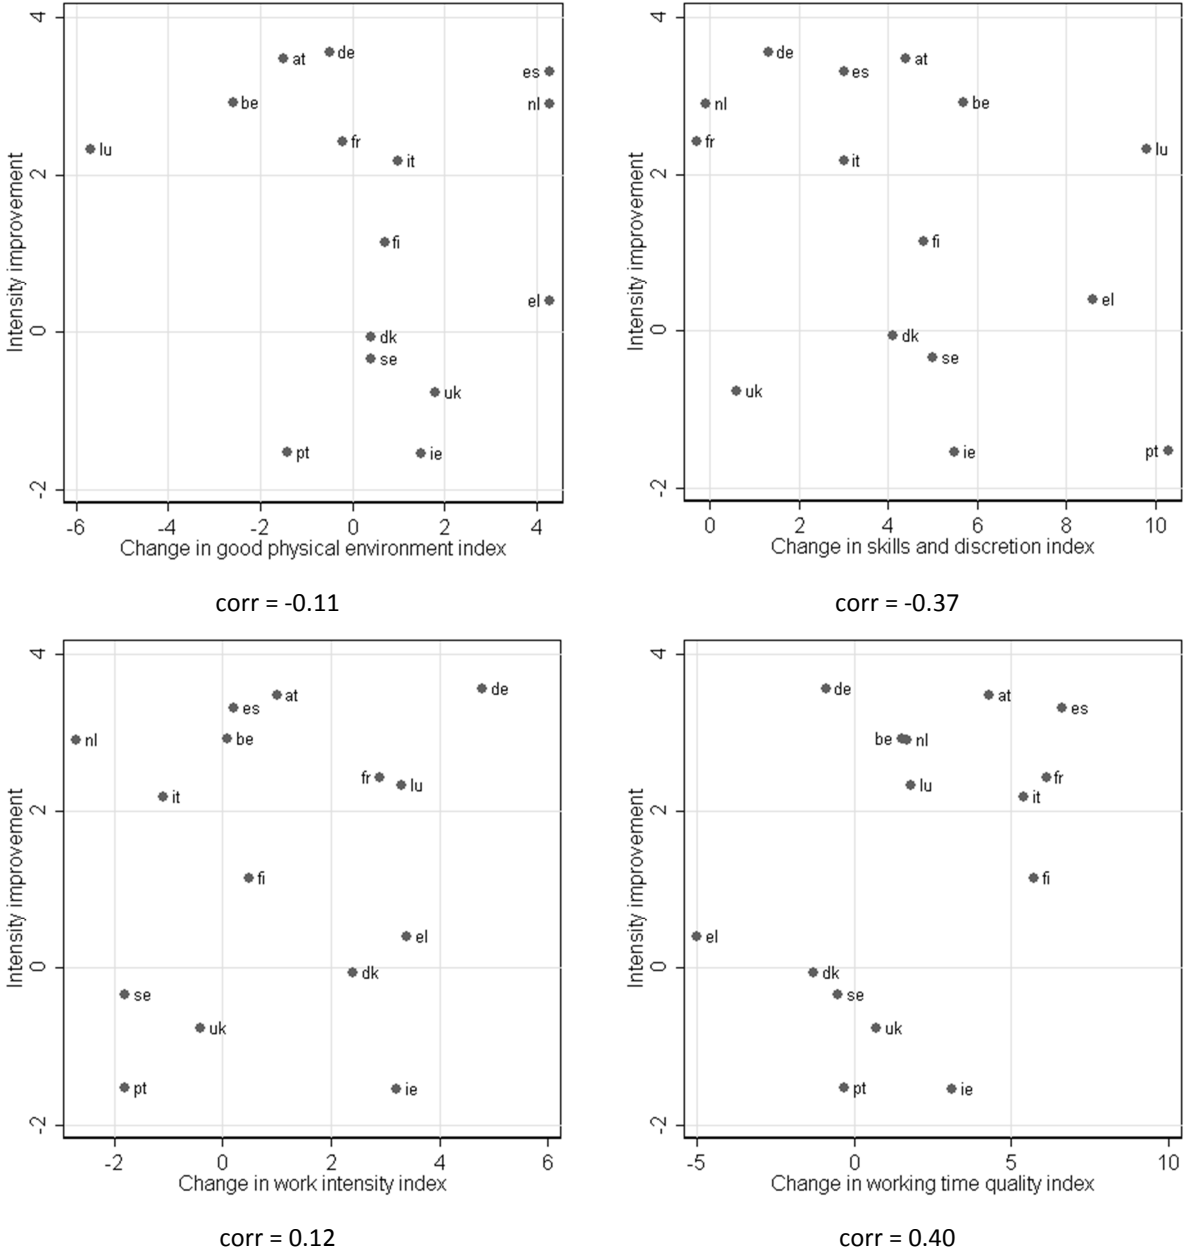 4
2
0
-2
Intensity improvement
at
de
es
be
nl
lu
fr
it
fi
el
dk
se
uk
pt
ie
-6 -4 -2 0 2 4
Change in good physical environment index
corr = -0.11
4
2
0
-2
Intensity improvement
de
at
es
nl
be
fr
it
lu
fi
el
dk
se
uk
ie
pt
0 2 4 6 8 10
Change in skills and discretion index
corr = -0.37
4
2
0
-2
Intensity improvement
de
at
es
nl
be
fr
lu
it
fi
el
dk
se
uk
pt
ie
-2 0 2 4 6
Change in work intensity index
corr = 0.12
4
2
0
-2
Intensity improvement
de
at
es
be
nl
fr
lu
it
fi
el
dk
se
uk
pt
ie
-5 0 5 10
Change in working time quality index
corr = 0.40